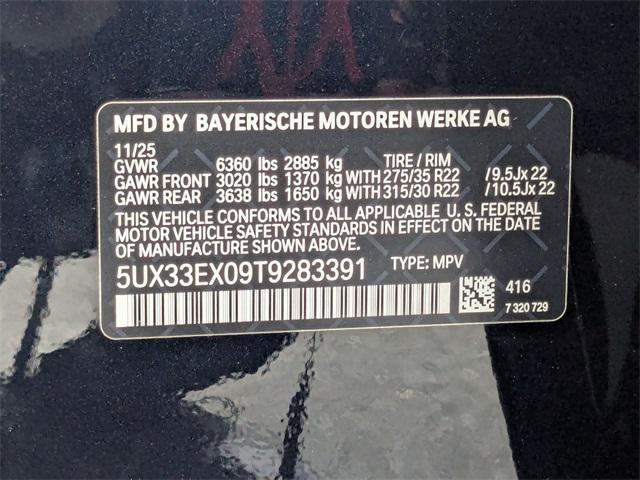 MFD BY BAYERISCHE MOTOREN WERKE AG
11/25
GVWR 6360 lbs 2885 kg TIRE / RIM
GAWR FRONT 3020 lbs 1370 kg WITH 275/35 R22 /9.5Jx 22
GAWR REAR 3638 lbs 1650 kg WITH 315/30 R22 /10.5Jx 22
THIS VEHICLE CONFORMS TO ALL APPLICABLE U. S. FEDERAL
MOTOR VEHICLE SAFETY STANDARDS IN EFFECT ON THE DATE
OF MANUFACTURE SHOWN ABOVE.
5UX33EX09T9283391 TYPE: MPV
416
7 320 729